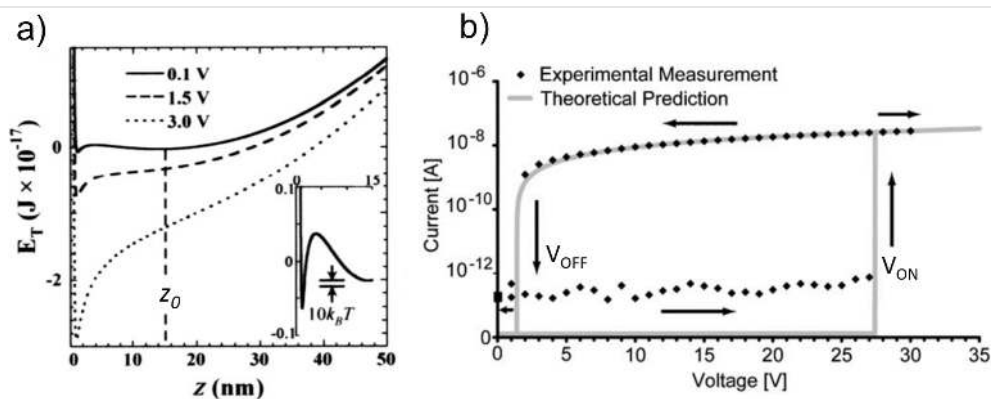 a)
0.1 V
1.5 V
3.0 V
E_T (J × 10^-17)
0
-2
0 10 20 30 40 50
z (nm)
z_0
0 15
0.1
0
-0.1
10k_BT
b)
Experimental Measurement
Theoretical Prediction
Current [A]
10^-6
10^-8
10^-10
10^-12
0
V_OFF
V_ON
0 5 10 15 20 25 30 35
Voltage [V]